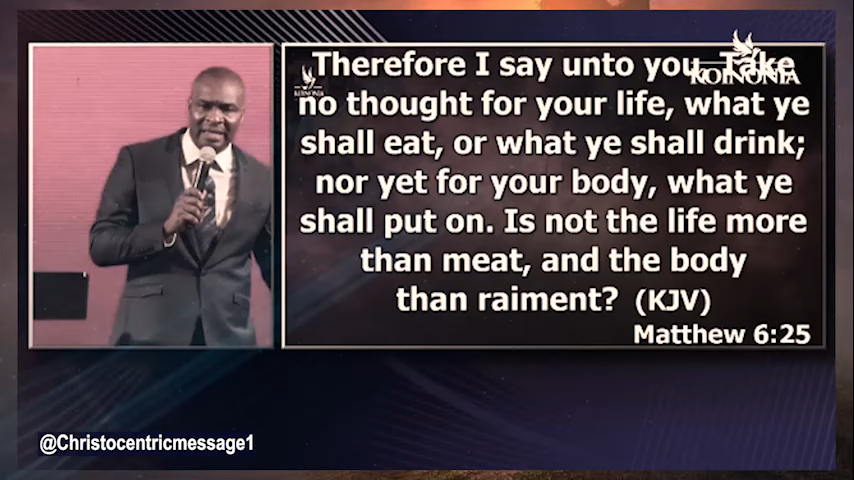 Therefore I say unto you, Take
KOINONIA
KOINONIA
no thought for your life, what ye
shall eat, or what ye shall drink;
nor yet for your body, what ye
shall put on. Is not the life more
than meat, and the body
than raiment? (KJV)
Matthew 6:25
@Christocentricmessage1